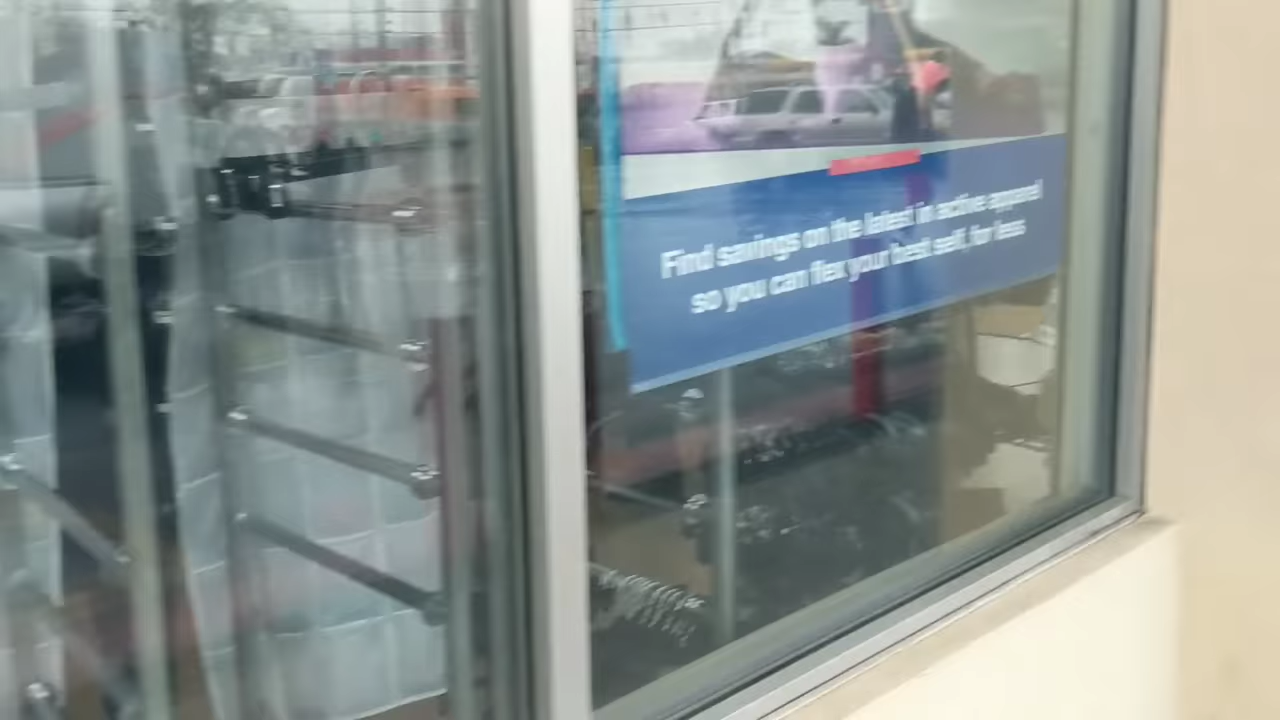 Find savings on the latest in active apparel
so you can flex your best self, for less